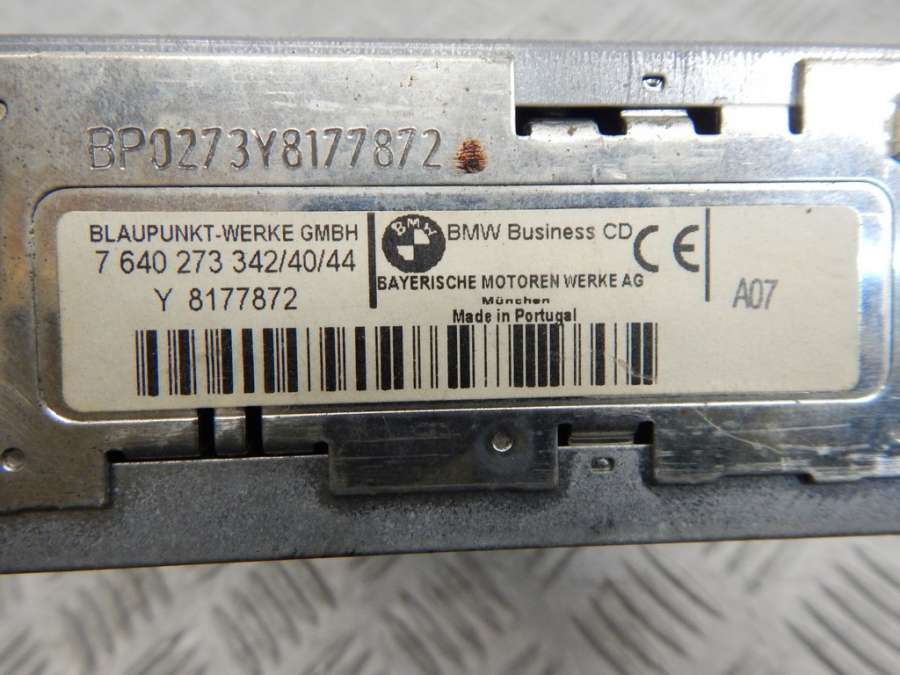 BP0273Y8177872
BLAUPUNKT-WERKE GMBH
7 640 273 342/40/44
Y 8177872
BMW
BMW Business CD CE
BAYERISCHE MOTOREN WERKE AG
München
Made in Portugal
A07